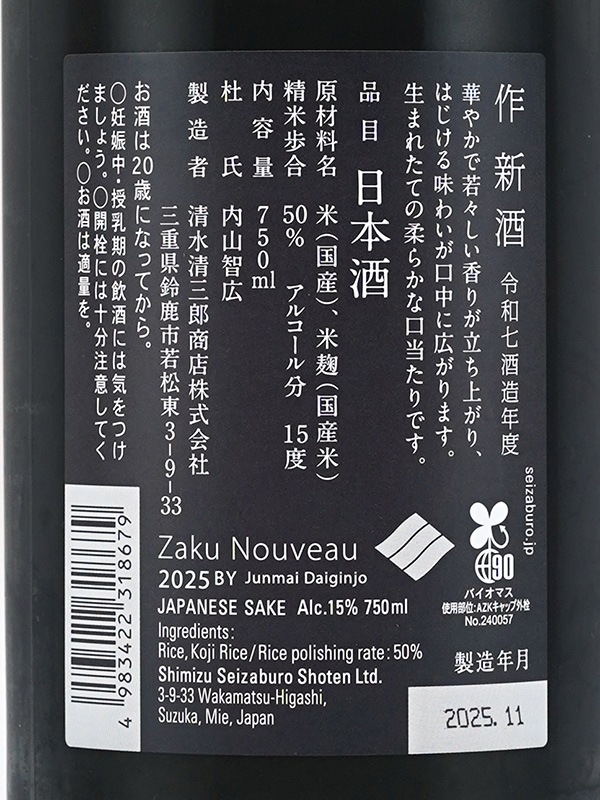 作 新酒 令和七酒造年度
華やかで若々しい香りが立ち上がり、
はじける味わいが口中に広がります。
生まれたての柔らかな口当たりです。
品目 日本酒
原材料名 米(国産)、米麹(国産米)
精米歩合 50% アルコール分 15度
内容量 750ml
杜氏 内山智広
製造者 清水清三郎商店株式会社
三重県鈴鹿市若松東3-9-33
お酒は20歳になってから。
○妊娠中・授乳期の飲酒には気をつけ
ましょう。○開栓には十分注意してく
ださい。○お酒は適量を。
seizaburo.jp
90
バイオマス
使用部位:AZKキャップ外栓
No.240057
製造年月
2025.11
Zaku Nouveau
2025 BY Junmai Daiginjo
JAPANESE SAKE Alc.15% 750ml
Ingredients:
Rice, Koji Rice / Rice polishing rate: 50%
Shimizu Seizaburo Shoten Ltd.
3-9-33 Wakamatsu-Higashi,
Suzuka, Mie, Japan
4 983422 318679